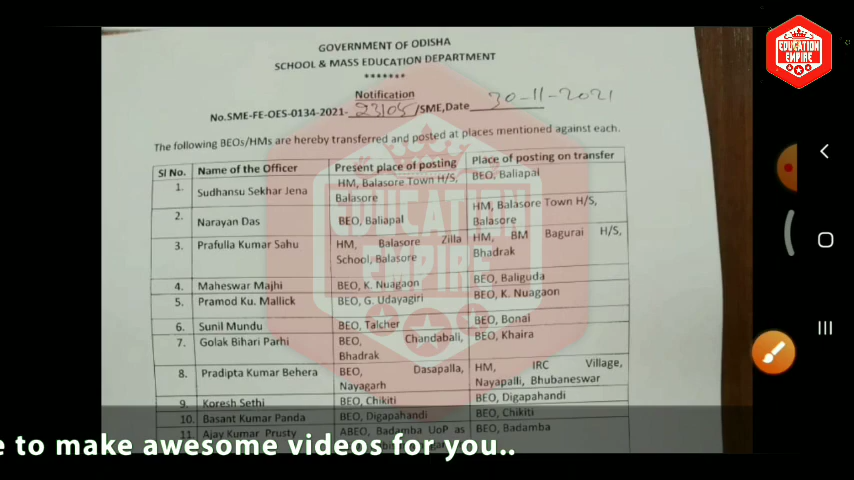 GOVERNMENT OF ODISHA
SCHOOL & MASS EDUCATION DEPARTMENT
*******
Notification
No.SME-FE-OES-0134-2021- 23105 /SME,Date 30-11-2021
The following BEOs/HMs are hereby transferred and posted at places mentioned against each.
Sl No. Name of the Officer Present place of posting Place of posting on transfer
1. Sudhansu Sekhar Jena HM, Balasore Town H/S, Balasore BEO, Baliapal
2. Narayan Das BEO, Baliapal HM, Balasore Town H/S, Balasore
3. Prafulla Kumar Sahu HM, Balasore Zilla School, Balasore HM, BM Bagurai H/S, Bhadrak
4. Maheswar Majhi BEO, K. Nuagaon BEO, Baliguda
5. Pramod Ku. Mallick BEO, G. Udayagiri BEO, K. Nuagaon
6. Sunil Mundu BEO, Talcher BEO, Bonai
7. Golak Bihari Parhi BEO, Chandabali, Bhadrak BEO, Khaira
8. Pradipta Kumar Behera BEO, Dasapalla, Nayagarh HM, IRC Village, Nayapalli, Bhubaneswar
9. Koresh Sethi BEO, Chikiti BEO, Digapahandi
10. Basant Kumar Panda BEO, Digapahandi BEO, Chikiti
11. Ajay Kumar Prusty ABEO, Badamba UoP as BEO, Badamba
e to make awesome videos for you..
EDUCATION
EMPIRE
EDUCATION
EMPIRE